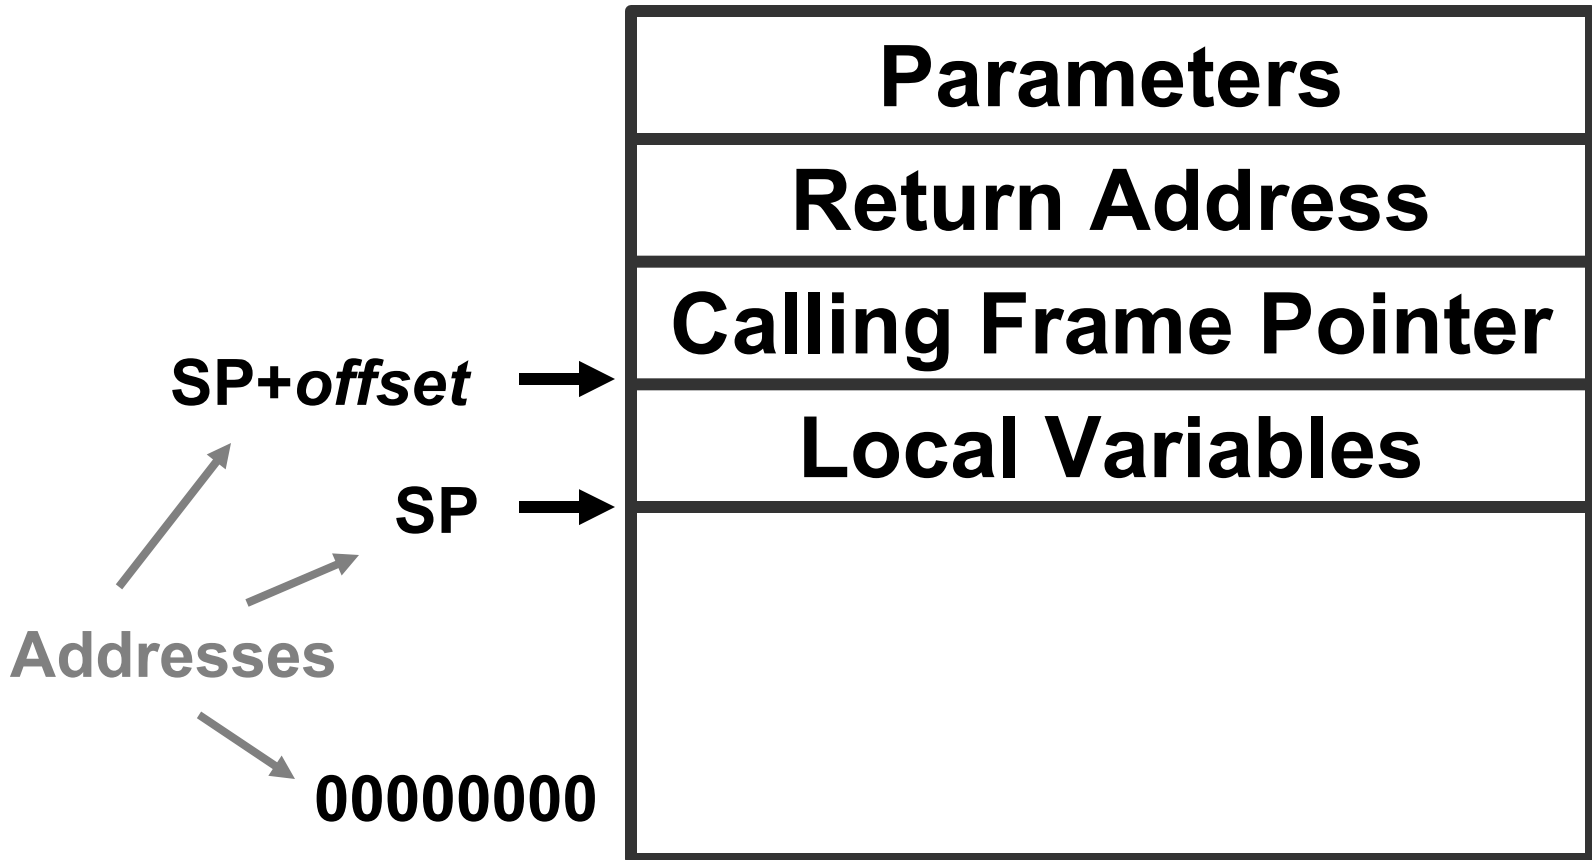 Parameters
Return Address
Calling Frame Pointer
SP+offset
Local Variables
SP
Addresses
00000000